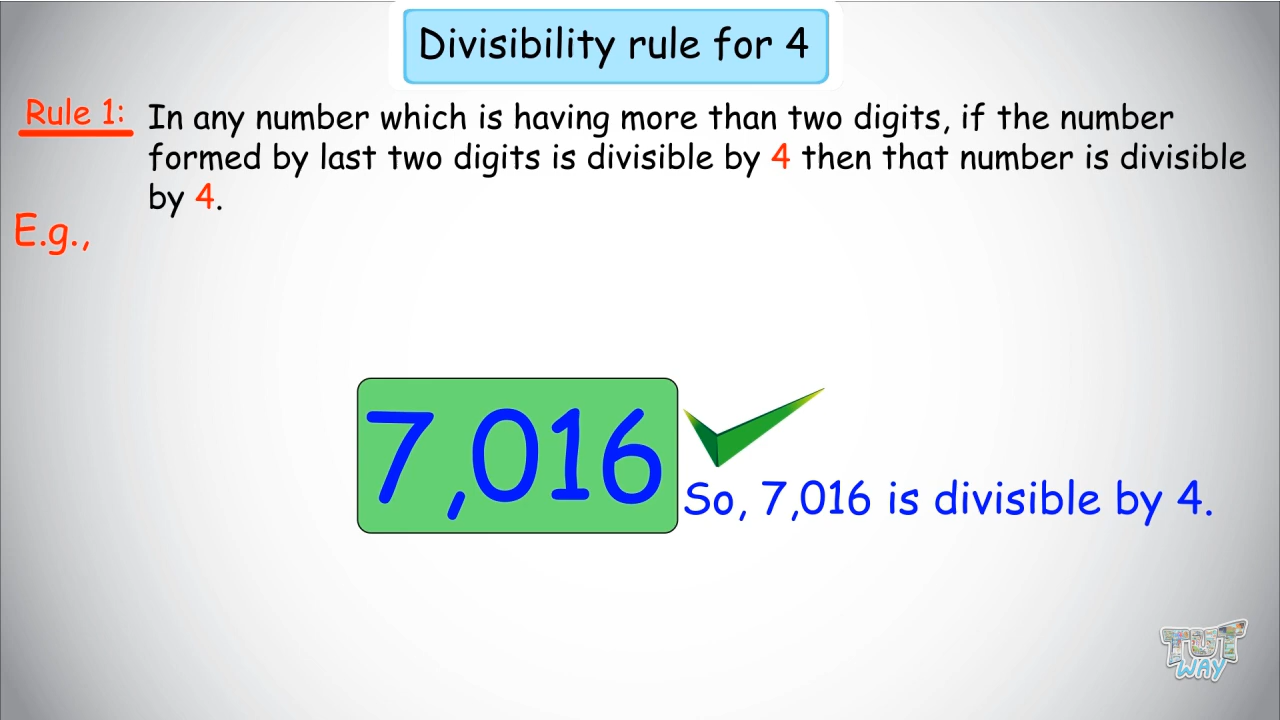 Divisibility rule for 4
Rule 1:
In any number which is having more than two digits, if the number
formed by last two digits is divisible by 4 then that number is divisible
by 4.
E.g.,
7,016
So, 7,016 is divisible by 4.
TUT
WAY